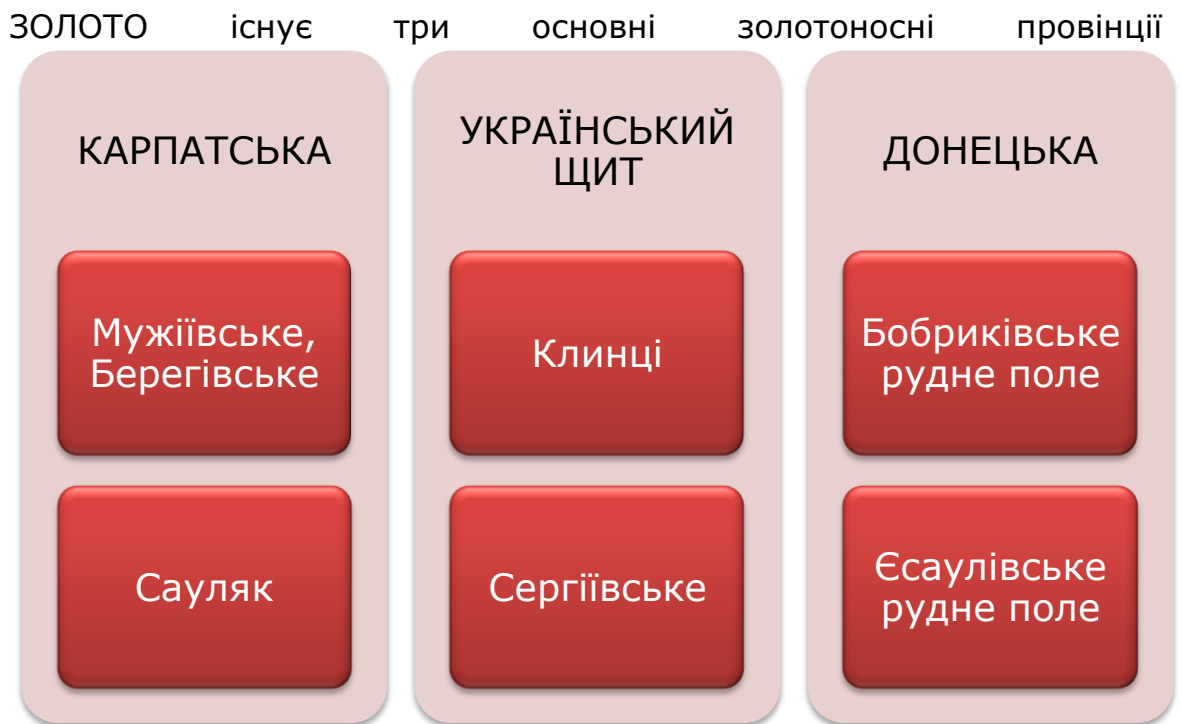 ЗОЛОТО існує три основні золотоносні провінції
КАРПАТСЬКА
Мужіївське,
Берегівське
Сауляк
УКРАЇНСЬКИЙ
ЩИТ
Клинці
Сергіївське
ДОНЕЦЬКА
Бобриківське
рудне поле
Єсаулівське
рудне поле